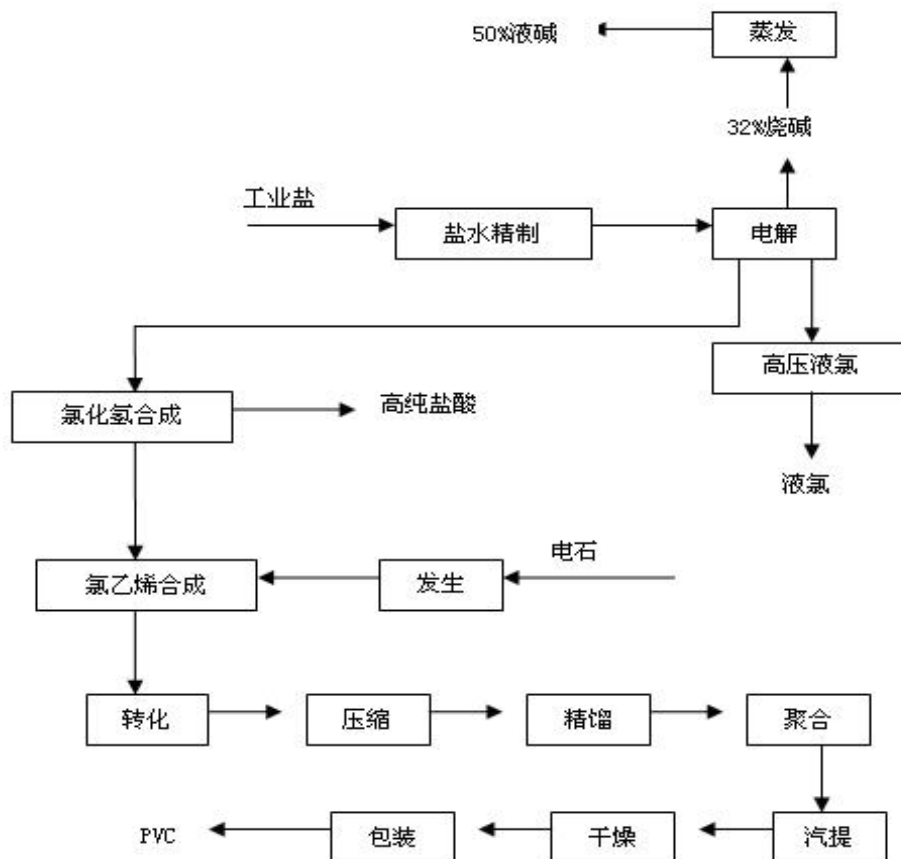 50%液碱
蒸发
32%烧碱
工业盐
盐水精制
电解
高压液氯
氯化氢合成
高纯盐酸
液氯
电石
氯乙烯合成
发生
转化
压缩
精馏
聚合
PVC
包装
干燥
汽提